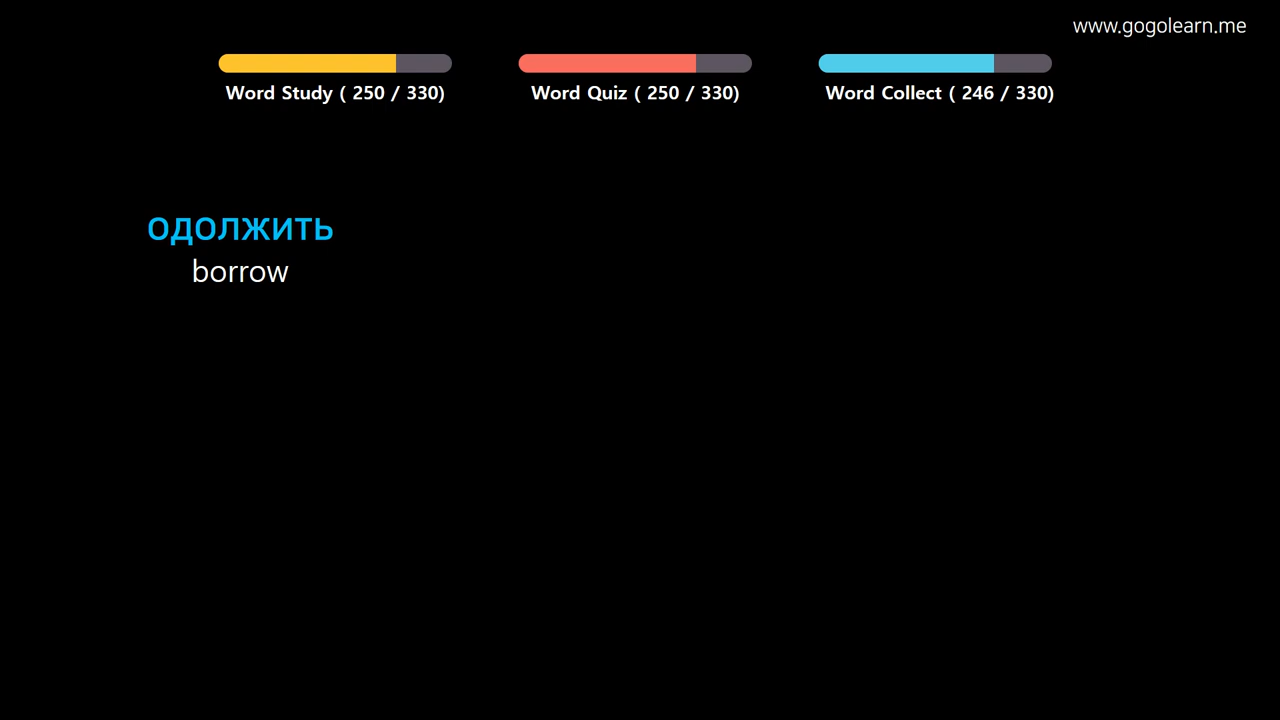 www.gogolearn.me
Word Study ( 250 / 330)
Word Quiz ( 250 / 330)
Word Collect ( 246 / 330)
одолжить
borrow